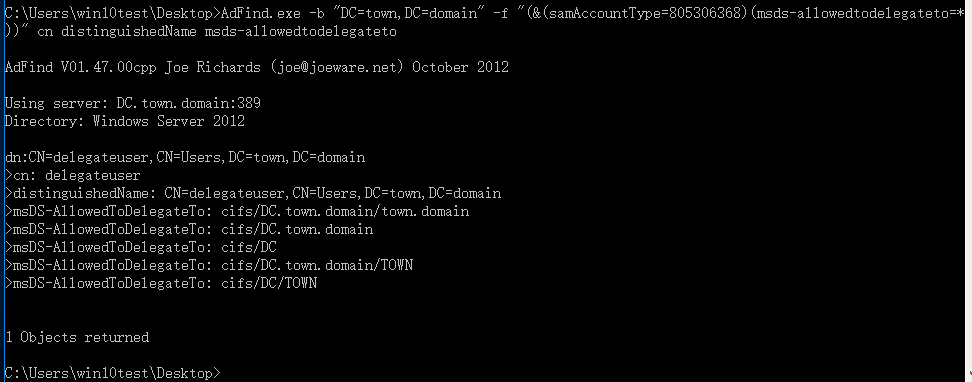 C:\Users\win10test\Desktop>AdFind.exe -b "DC=town,DC=domain" -f "(&(samAccountType=805306368)(msds-allowedtodelegateto=*
))" cn distinguishedName msds-allowedtodelegateto
AdFind V01.47.00cpp Joe Richards (joe@joeware.net) October 2012
Using server: DC.town.domain:389
Directory: Windows Server 2012
dn:CN=delegateuser,CN=Users,DC=town,DC=domain
>cn: delegateuser
>distinguishedName: CN=delegateuser,CN=Users,DC=town,DC=domain
>msDS-AllowedToDelegateTo: cifs/DC.town.domain/town.domain
>msDS-AllowedToDelegateTo: cifs/DC.town.domain
>msDS-AllowedToDelegateTo: cifs/DC
>msDS-AllowedToDelegateTo: cifs/DC.town.domain/TOWN
>msDS-AllowedToDelegateTo: cifs/DC/TOWN
1 Objects returned
C:\Users\win10test\Desktop>